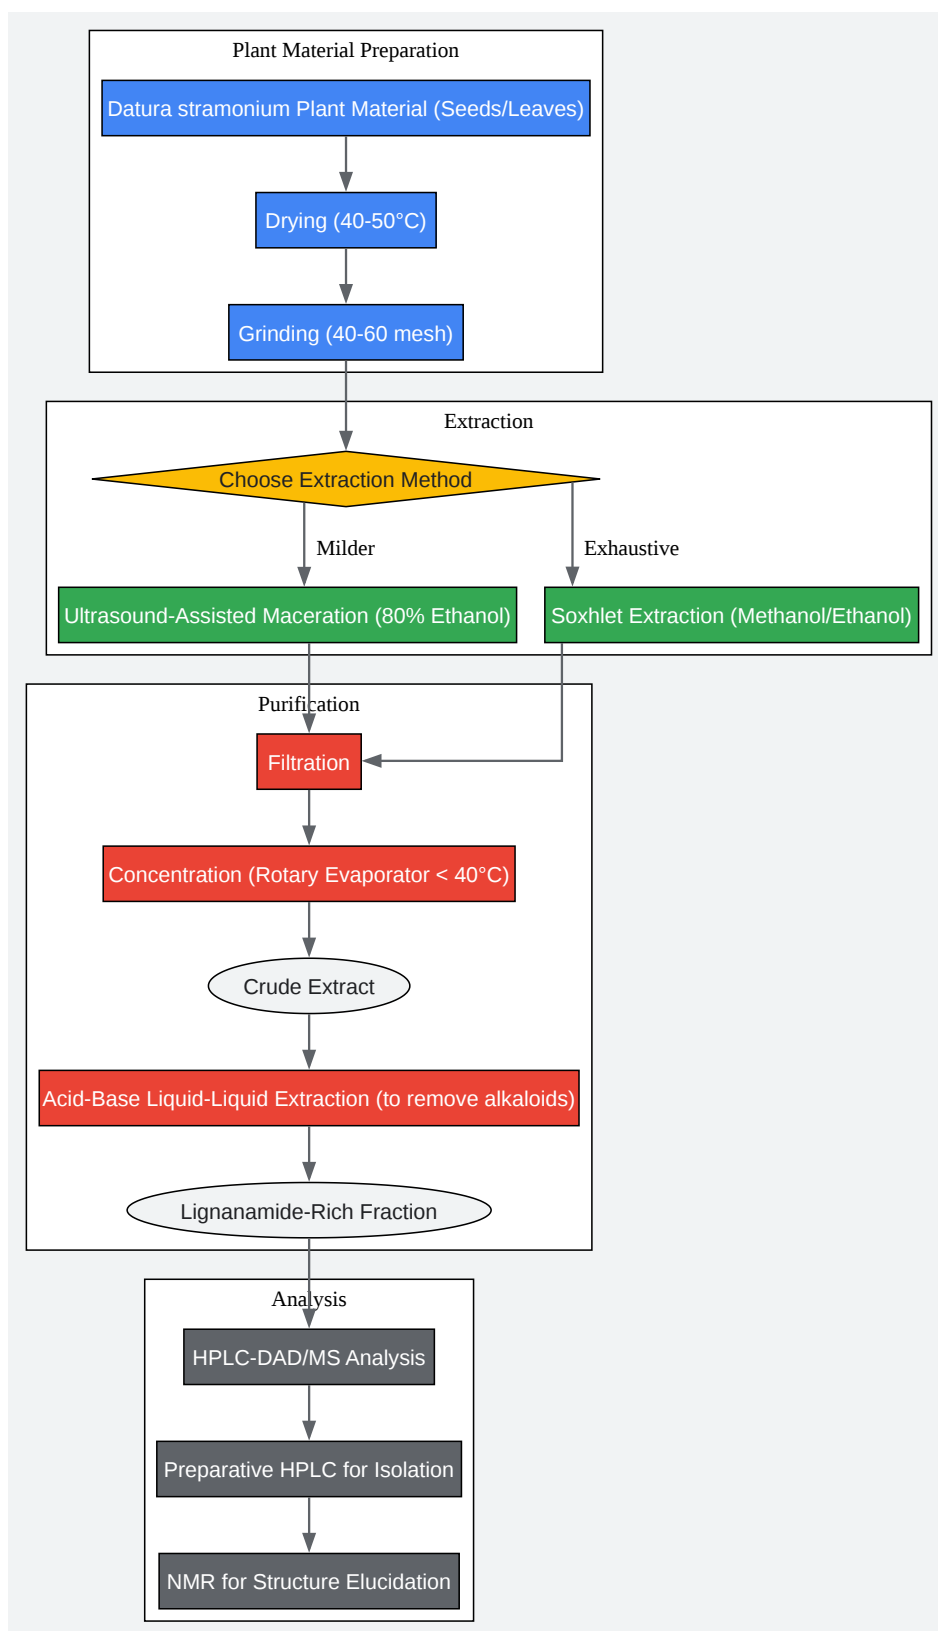 Plant Material Preparation
Datura stramonium Plant Material (Seeds/Leaves)
Drying (40-50°C)
Grinding (40-60 mesh)
Extraction
Choose Extraction Method
Milder
Exhaustive
Ultrasound-Assisted Maceration (80% Ethanol)
Soxhlet Extraction (Methanol/Ethanol)
Purification
Filtration
Concentration (Rotary Evaporator < 40°C)
Crude Extract
Acid-Base Liquid-Liquid Extraction (to remove alkaloids)
Lignanamide-Rich Fraction
Analysis
HPLC-DAD/MS Analysis
Preparative HPLC for Isolation
NMR for Structure Elucidation